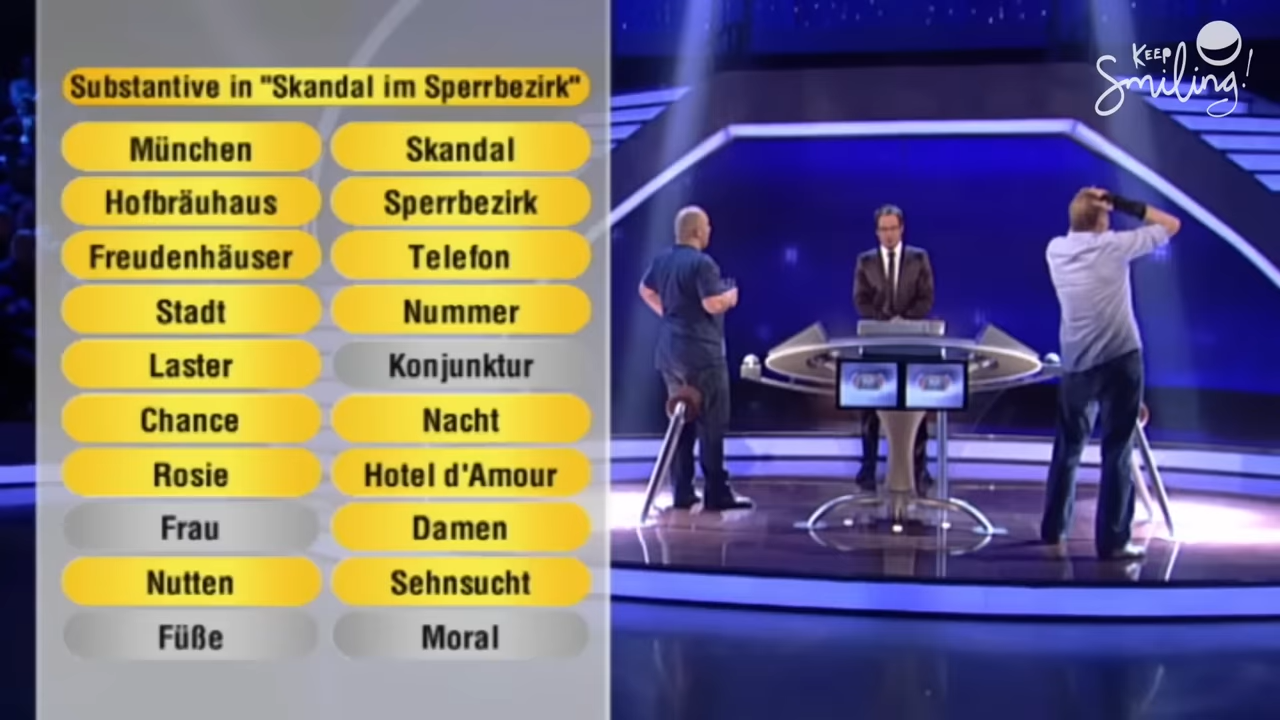 Substantive in "Skandal im Sperrbezirk"
München
Skandal
Hofbräuhaus
Sperrbezirk
Freudenhäuser
Telefon
Stadt
Nummer
Laster
Konjunktur
Chance
Nacht
Rosie
Hotel d'Amour
Frau
Damen
Nutten
Sehnsucht
Füße
Moral
KEEP
Smiling!